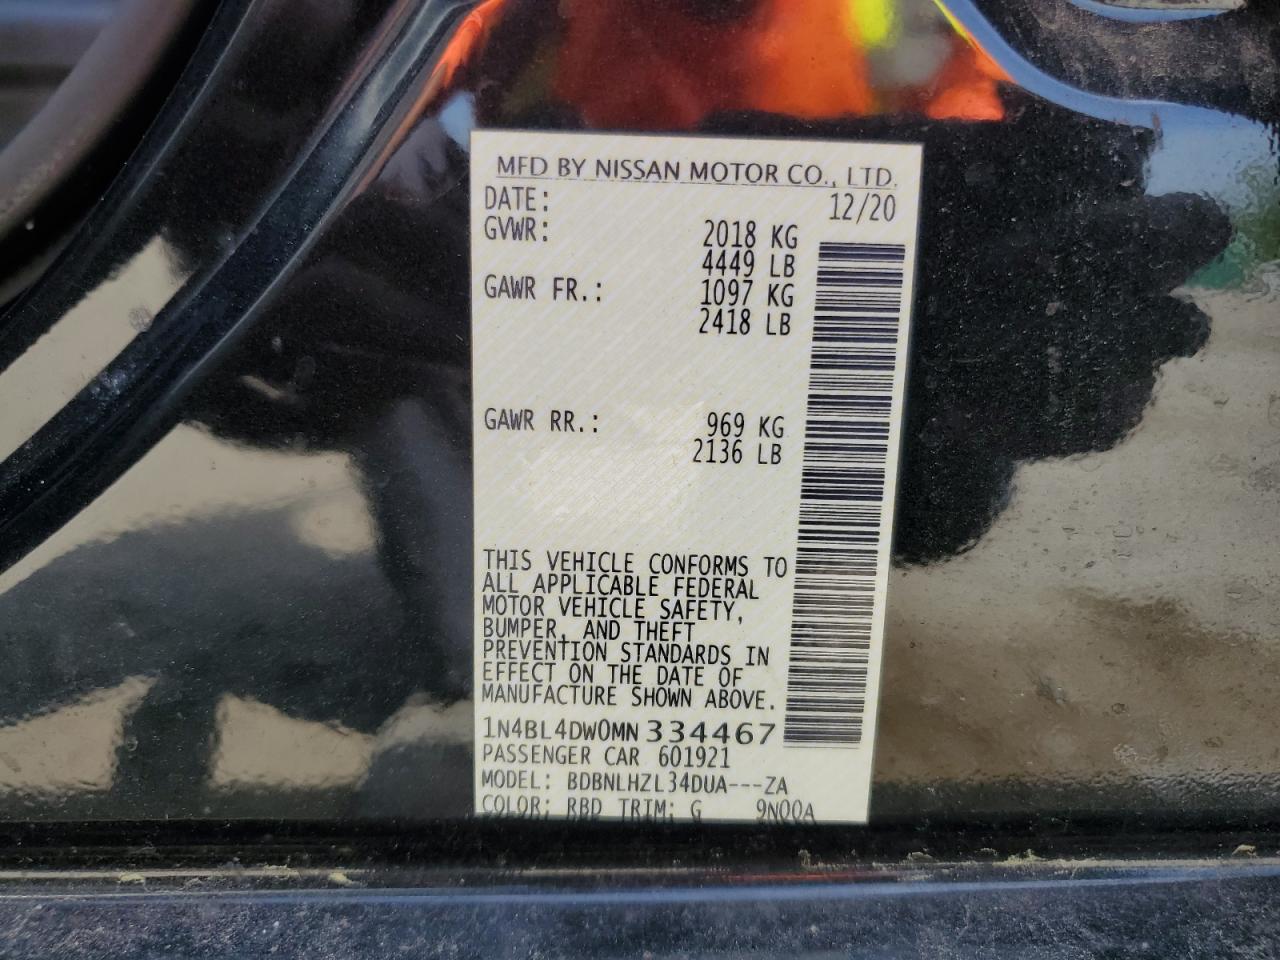 MFD BY NISSAN MOTOR CO., LTD.
DATE: 12/20
GVWR: 2018 KG
4449 LB
GAWR FR.: 1097 KG
2418 LB
GAWR RR.: 969 KG
2136 LB
THIS VEHICLE CONFORMS TO
ALL APPLICABLE FEDERAL
MOTOR VEHICLE SAFETY,
BUMPER, AND THEFT
PREVENTION STANDARDS IN
EFFECT ON THE DATE OF
MANUFACTURE SHOWN ABOVE.
1N4BL4DW0MN334467
PASSENGER CAR 601921
MODEL: BDBNLHZL34DUA---ZA
COLOR: RBD TRIM: G 9N00A